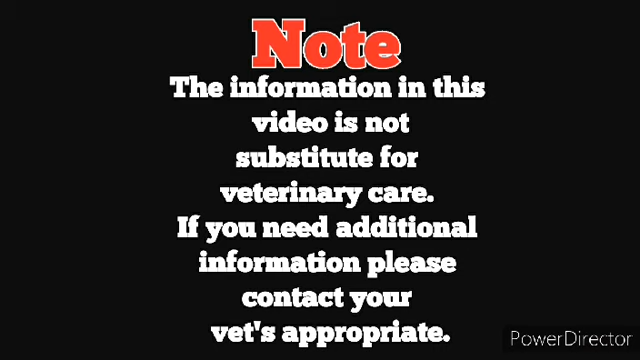 Note
The information in this
video is not
substitute for
veterinary care.
If you need additional
information please
contact your
vet's appropriate.
PowerDirector